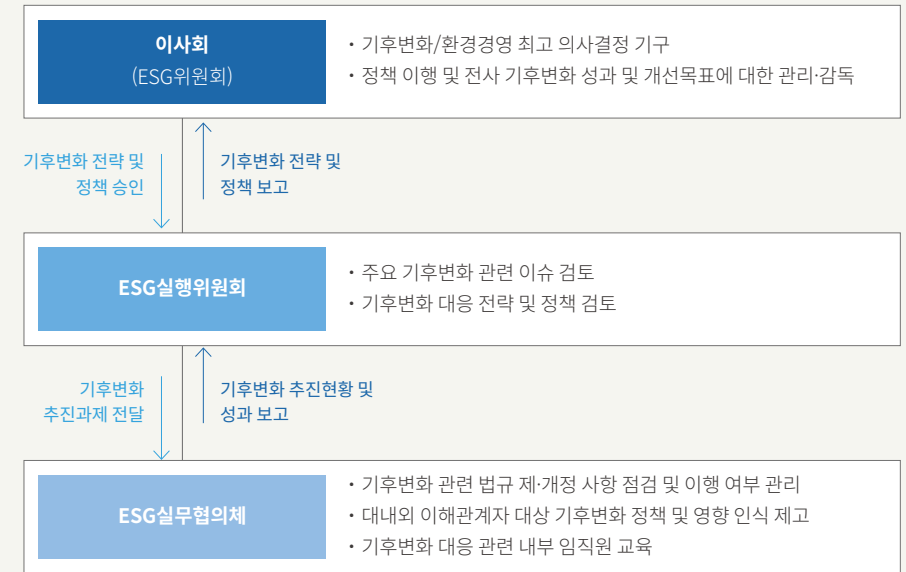 이사회
(ESG위원회)
• 기후변화/환경경영 최고 의사결정 기구
• 정책 이행 및 전사 기후변화 성과 및 개선목표에 대한 관리·감독
기후변화 전략 및
정책 승인
기후변화 전략 및
정책 보고
ESG실행위원회
• 주요 기후변화 관련 이슈 검토
• 기후변화 대응 전략 및 정책 검토
기후변화
추진과제 전달
기후변화 추진현황 및
성과 보고
ESG실무협의체
• 기후변화 관련 법규 제·개정 사항 점검 및 이행 여부 관리
• 대내외 이해관계자 대상 기후변화 정책 및 영향 인식 제고
• 기후변화 대응 관련 내부 임직원 교육